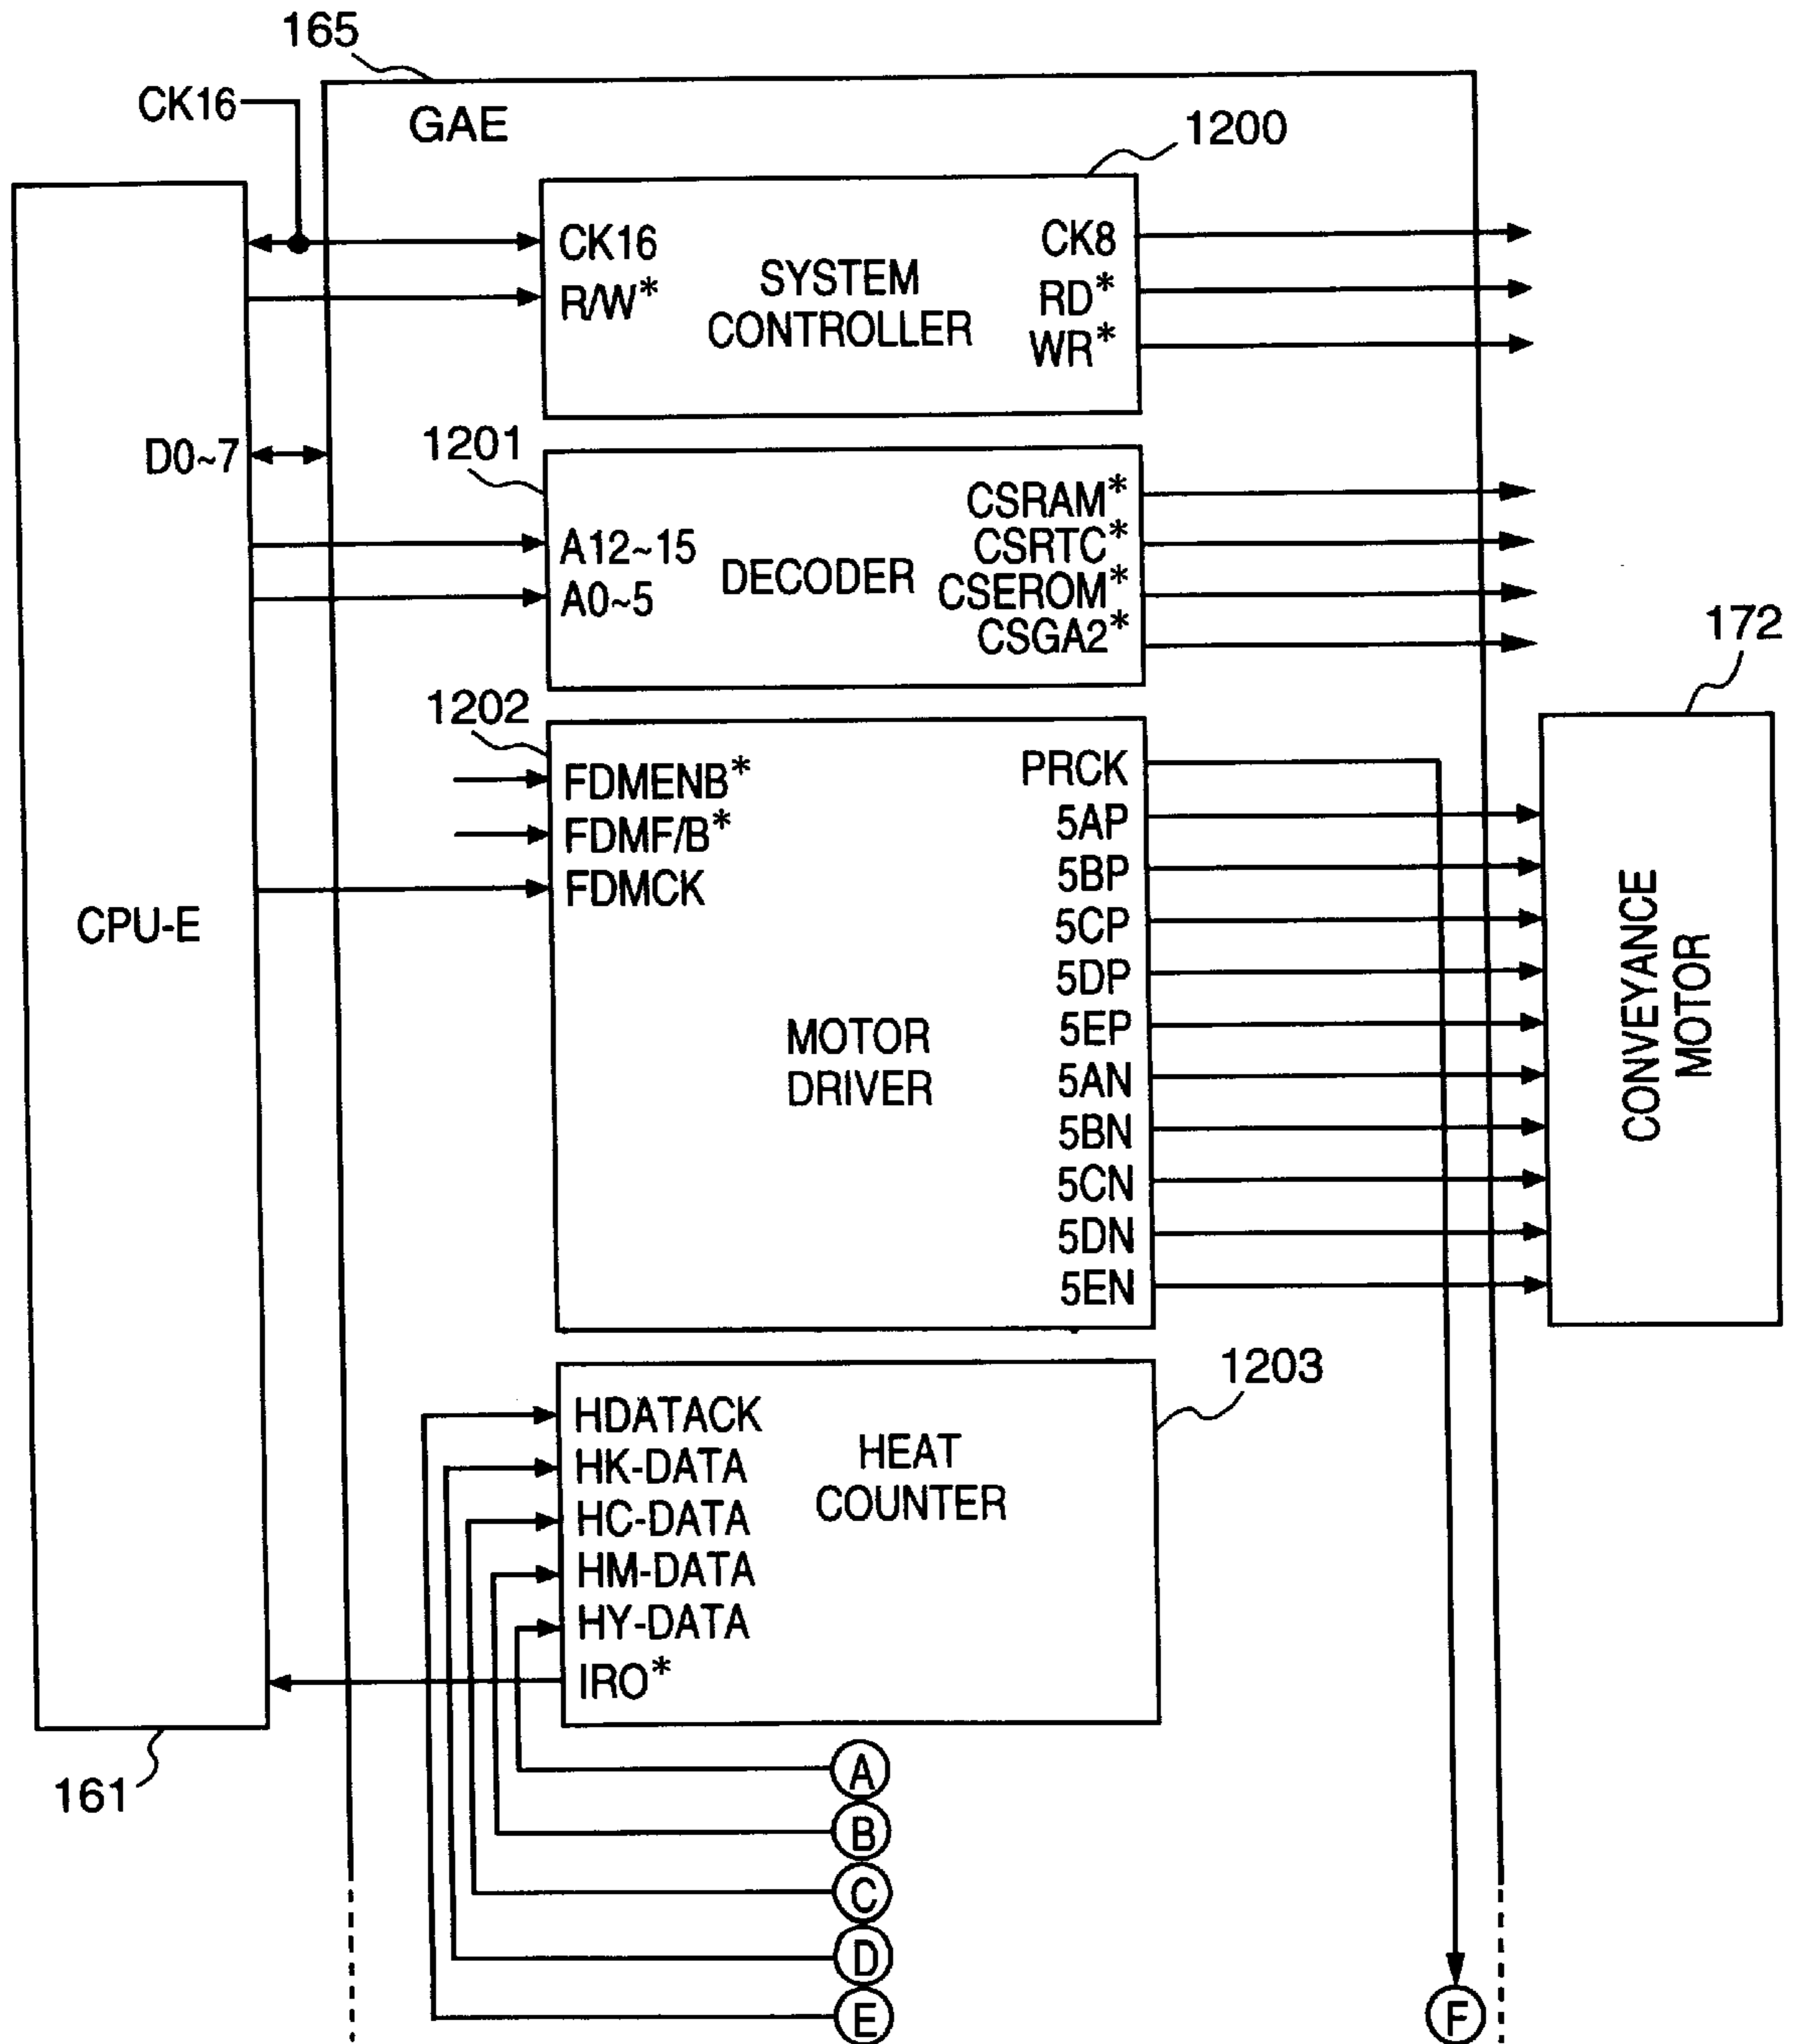 165
CK16
GAE
1200
CK16
R/W*
SYSTEM
CONTROLLER
CK8
RD*
WR*
D0~7
1201
A12~15
A0~5
DECODER
CSRAM*
CSRTC*
CSEROM*
CSGA2*
172
1202
FDMENB*
FDMF/B*
FDMCK
PRCK
5AP
5BP
5CP
5DP
5EP
5AN
5BN
5CN
5DN
5EN
MOTOR
DRIVER
CPU-E
CONVEYANCE
MOTOR
1203
HDATACK
HK-DATA
HC-DATA
HM-DATA
HY-DATA
IRO*
HEAT
COUNTER
161
A
B
C
D
E
F